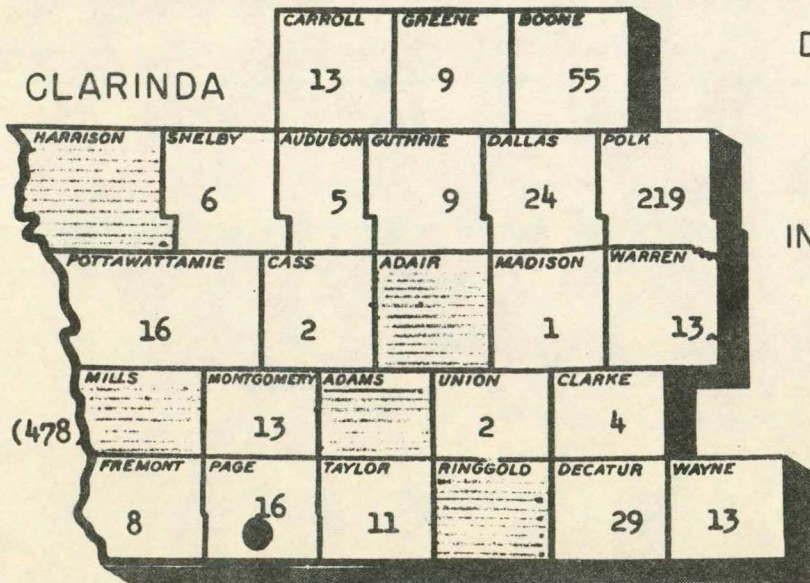 CARROLL GREENE BOONE
13 9 55
D
CLARINDA
HARRISON SHELBY AUDUBON GUTHRIE DALLAS POLK
6 5 9 24 219
IN
POTTAWATTAMIE CASS ADAIR MADISON WARREN
16 2 1 13
MILLS MONTGOMERY ADAMS UNION CLARKE
(478) 13 2 4
FREMONT PAGE TAYLOR RINGGOLD DECATUR WAYNE
8 16 11 29 13